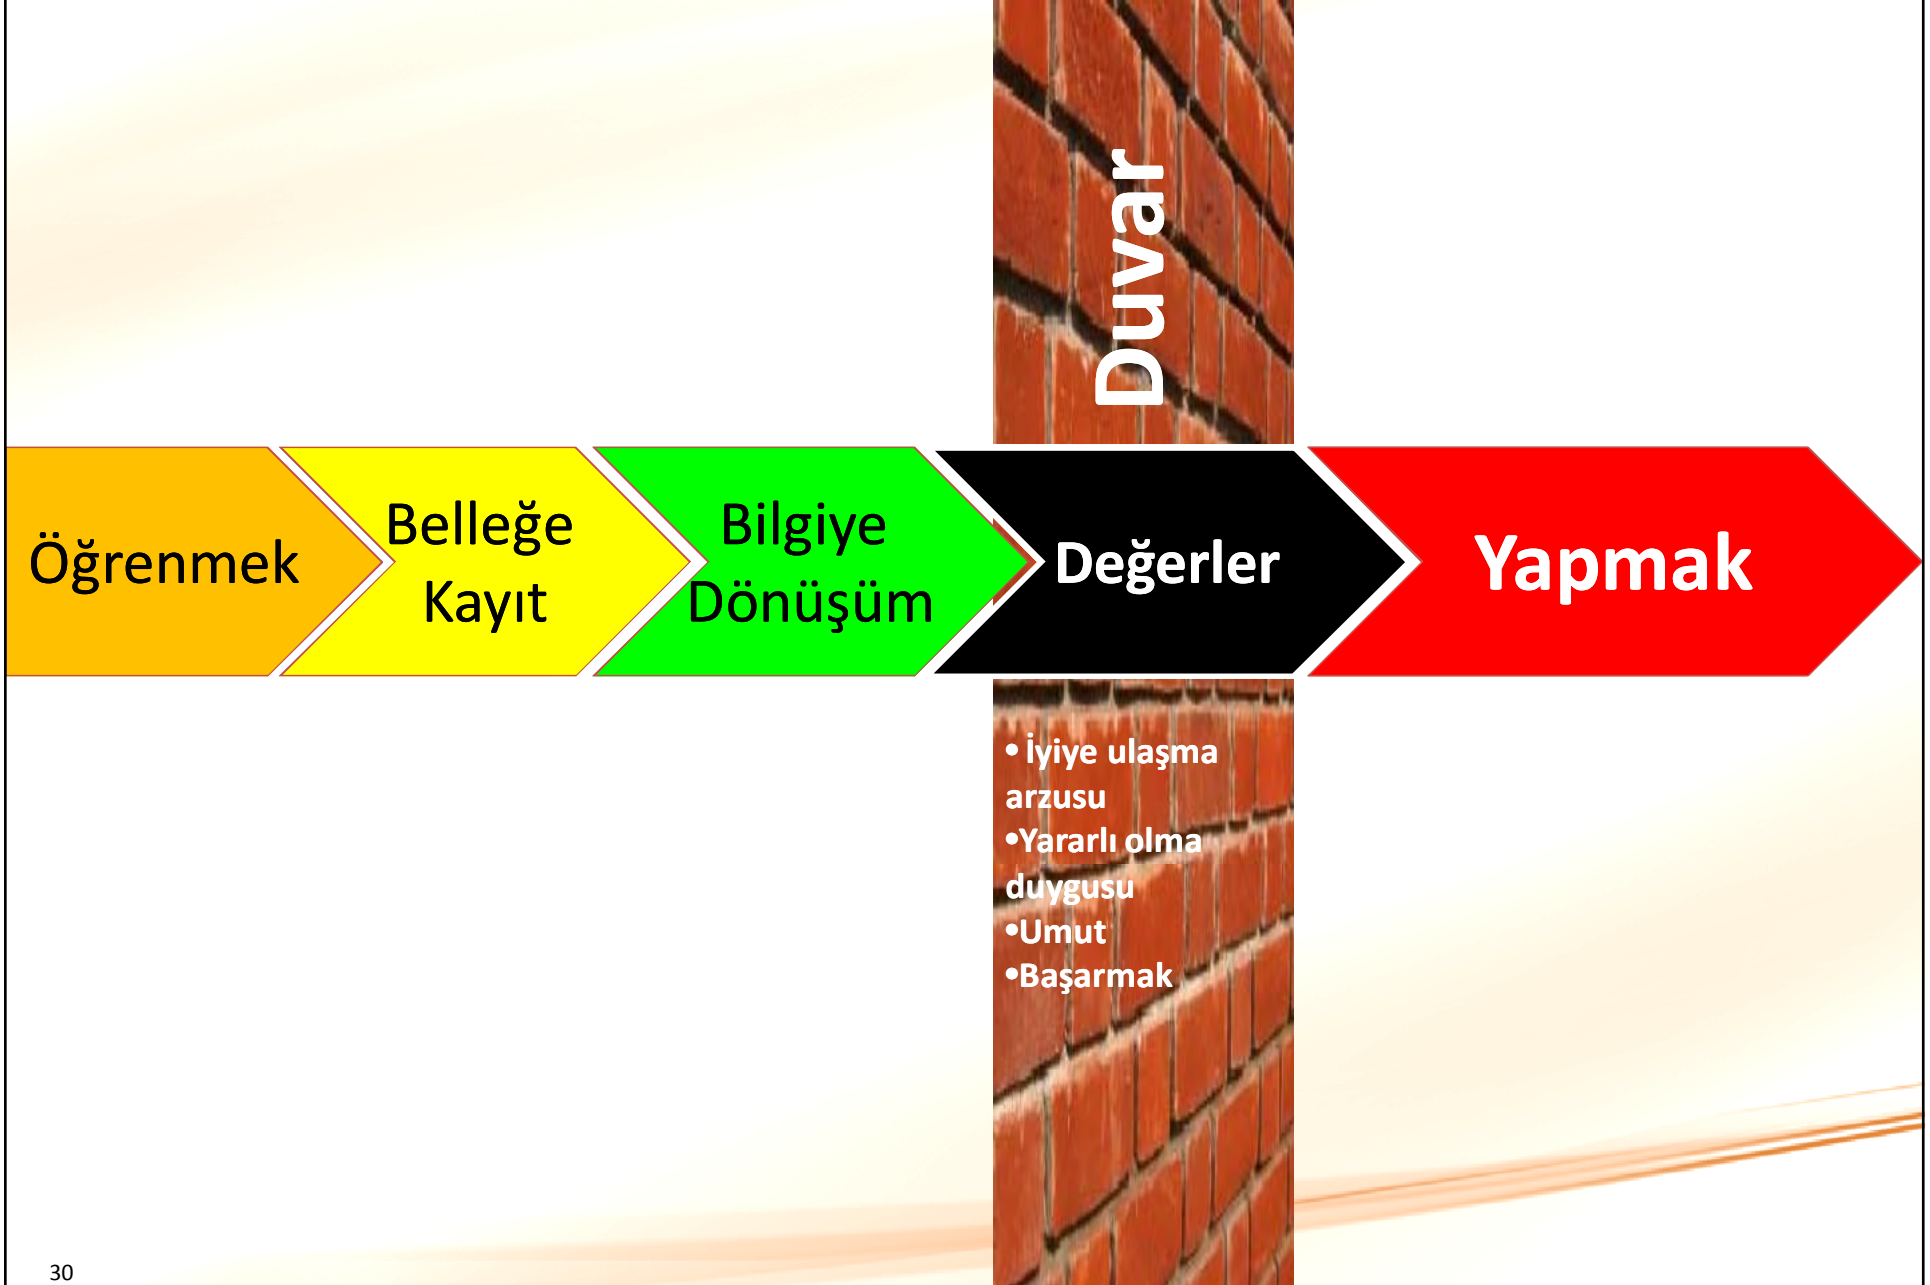 Duvar
Öğrenmek
Belleğe
Kayıt
Bilgiye
Dönüşüm
Değerler
Yapmak
• İyiye ulaşma
arzusu
•Yararlı olma
duygusu
•Umut
•Başarmak
30